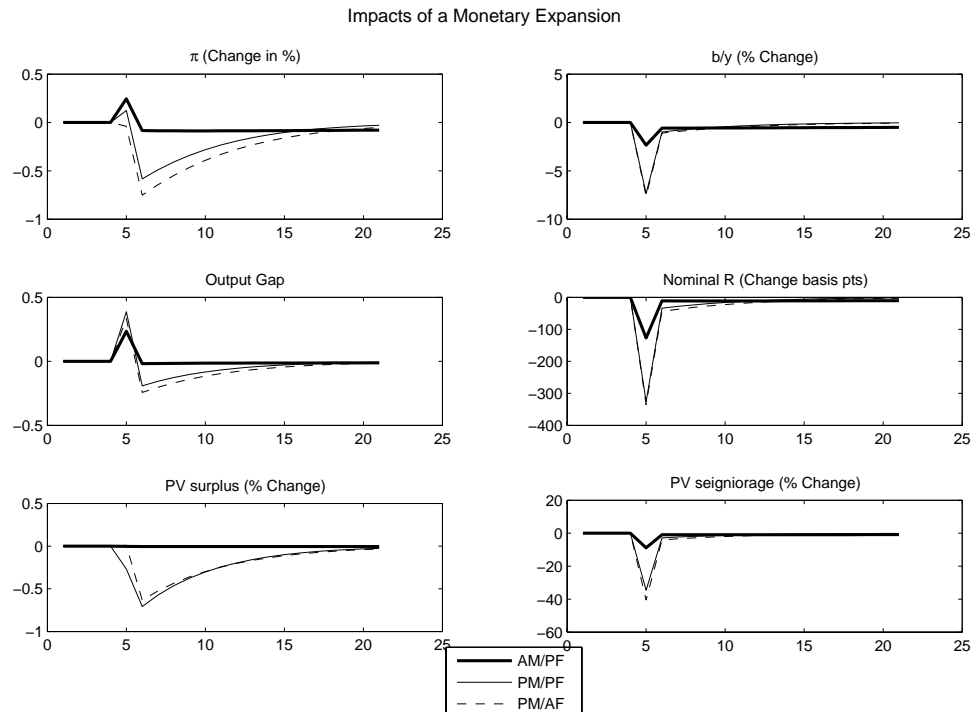 Impacts of a Monetary Expansion
π (Change in %)
0.5
0
−0.5
−1
0 5 10 15 20 25
b/y (% Change)
5
0
−5
−10
0 5 10 15 20 25
Output Gap
0.5
0
−0.5
0 5 10 15 20 25
Nominal R (Change basis pts)
0
−100
−200
−300
−400
0 5 10 15 20 25
PV surplus (% Change)
0.5
0
−0.5
−1
0 5 10 15 20 25
PV seigniorage (% Change)
20
0
−20
−40
−60
0 5 10 15 20 25
AM/PF
PM/PF
PM/AF